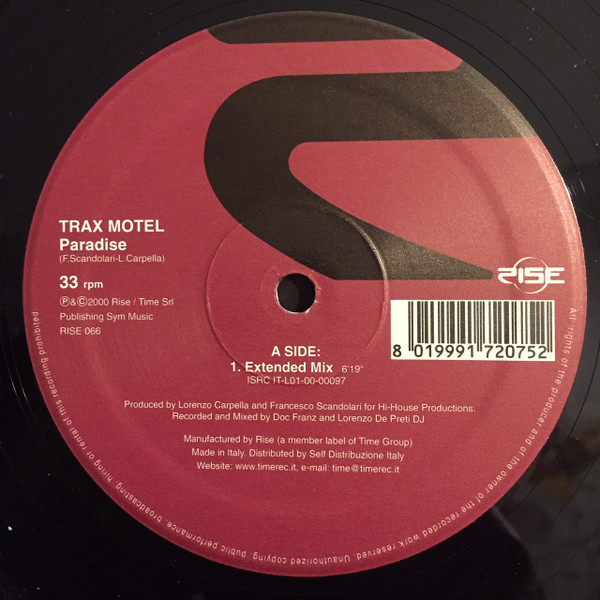 TRAX MOTEL
Paradise
(F.Scandolari-L.Carpella)
33 rpm
℗&©2000 Rise / Time Srl
Publishing Sym Music
RISE 066
RISE
8 019991 720752
A SIDE:
1. Extended Mix 6'19"
ISRC IT-L01-00-00097
Produced by Lorenzo Carpella and Francesco Scandolari for Hi-House Productions.
Recorded and Mixed by Doc Franz and Lorenzo De Preti DJ
Manufactured by Rise (a member label of Time Group)
Made in Italy. Distributed by Self Distribuzione Italy
Website: www.timerec.it, e-mail: time@timerec.it
All rights of the producer and of the owner of the recorded work reserved. Unauthorized copying; public performance; broadcasting; hiring or rental of this recording prohibited